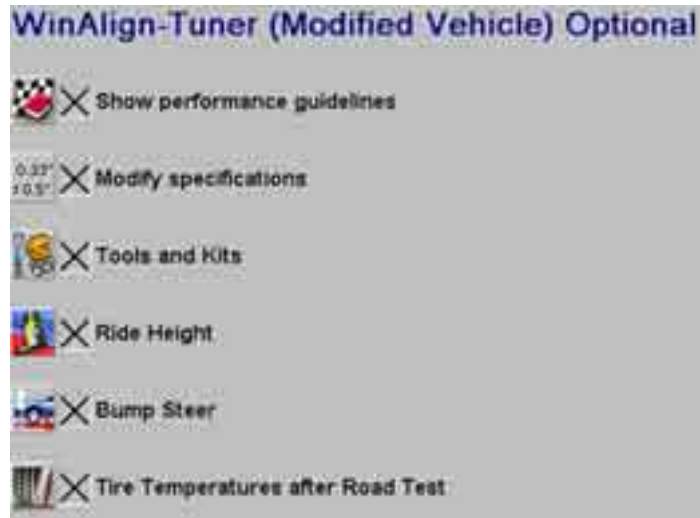 WinAlign-Tuner (Modified Vehicle) Optional
Show performance guidelines
Modify specifications
Tools and Kits
Ride Height
Bump Steer
Tire Temperatures after Road Test